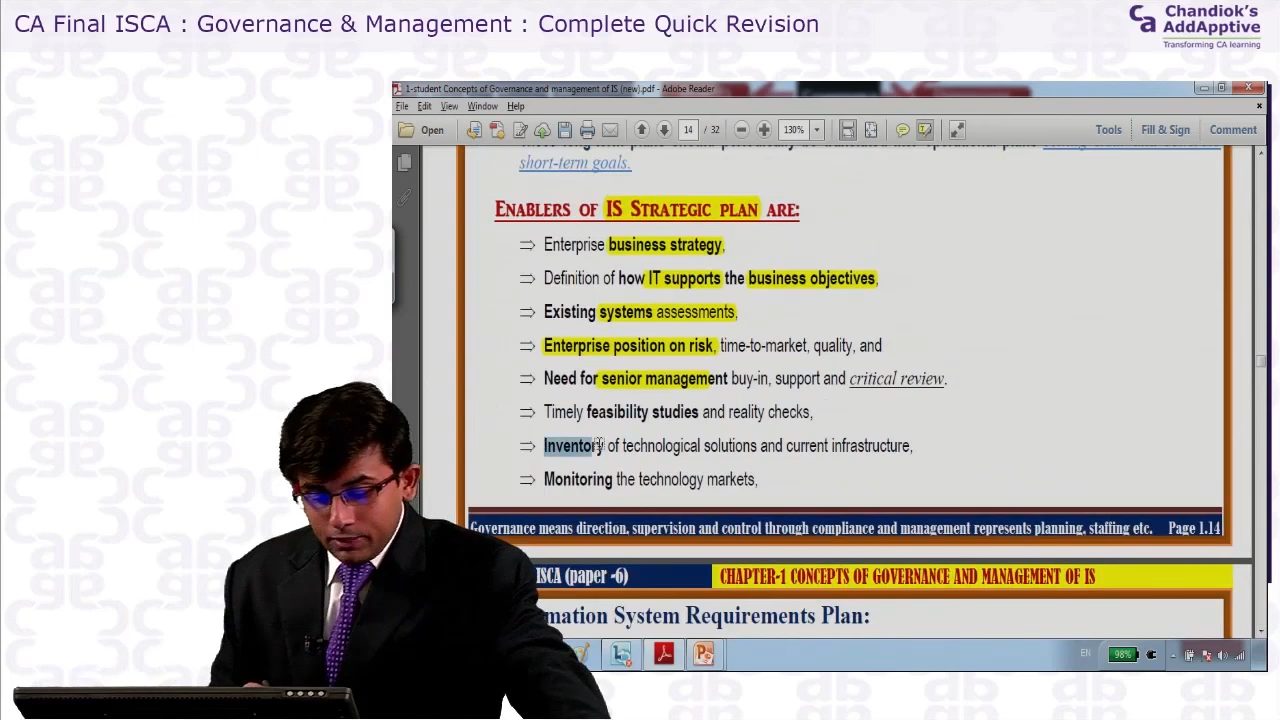 CA Final ISCA : Governance & Management : Complete Quick Revision
Ca Chandiok's
AddApptive
Transforming CA learning
1-student Concepts of Governance and management of IS (new).pdf - Adobe Reader
File Edit View Window Help
Open 14 / 32 130% Tools Fill & Sign Comment
short-term goals.
ENABLERS OF IS STRATEGIC PLAN ARE:
⇒ Enterprise business strategy,
⇒ Definition of how IT supports the business objectives,
⇒ Existing systems assessments,
⇒ Enterprise position on risk, time-to-market, quality, and
⇒ Need for senior management buy-in, support and critical review.
⇒ Timely feasibility studies and reality checks,
⇒ Inventory of technological solutions and current infrastructure,
⇒ Monitoring the technology markets,
Governance means direction, supervision and control through compliance and management represents planning, staffing etc. Page 1.14
ISCA (paper -6) CHAPTER-1 CONCEPTS OF GOVERNANCE AND MANAGEMENT OF IS
mation System Requirements Plan:
EN 98%